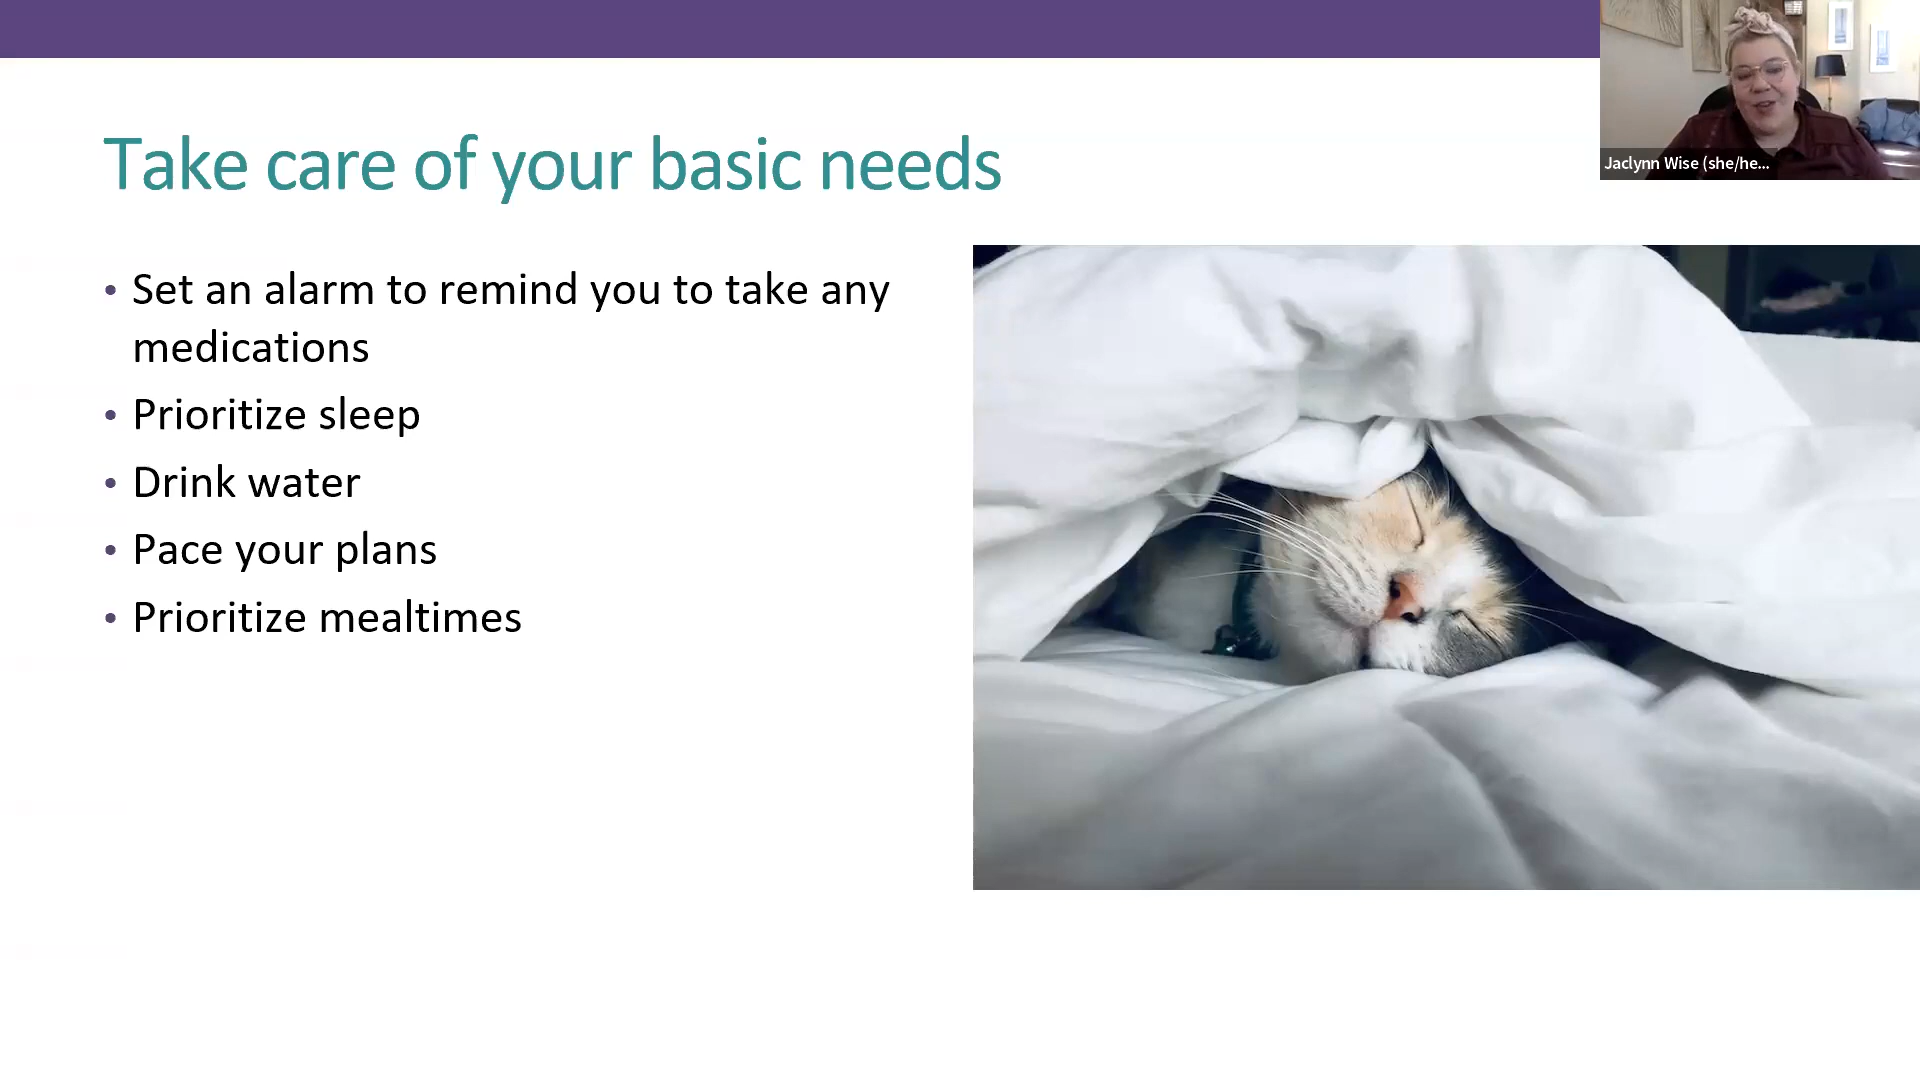 Take care of your basic needs
• Set an alarm to remind you to take any
medications
• Prioritize sleep
• Drink water
• Pace your plans
• Prioritize mealtimes
Jaclynn Wise (she/he...